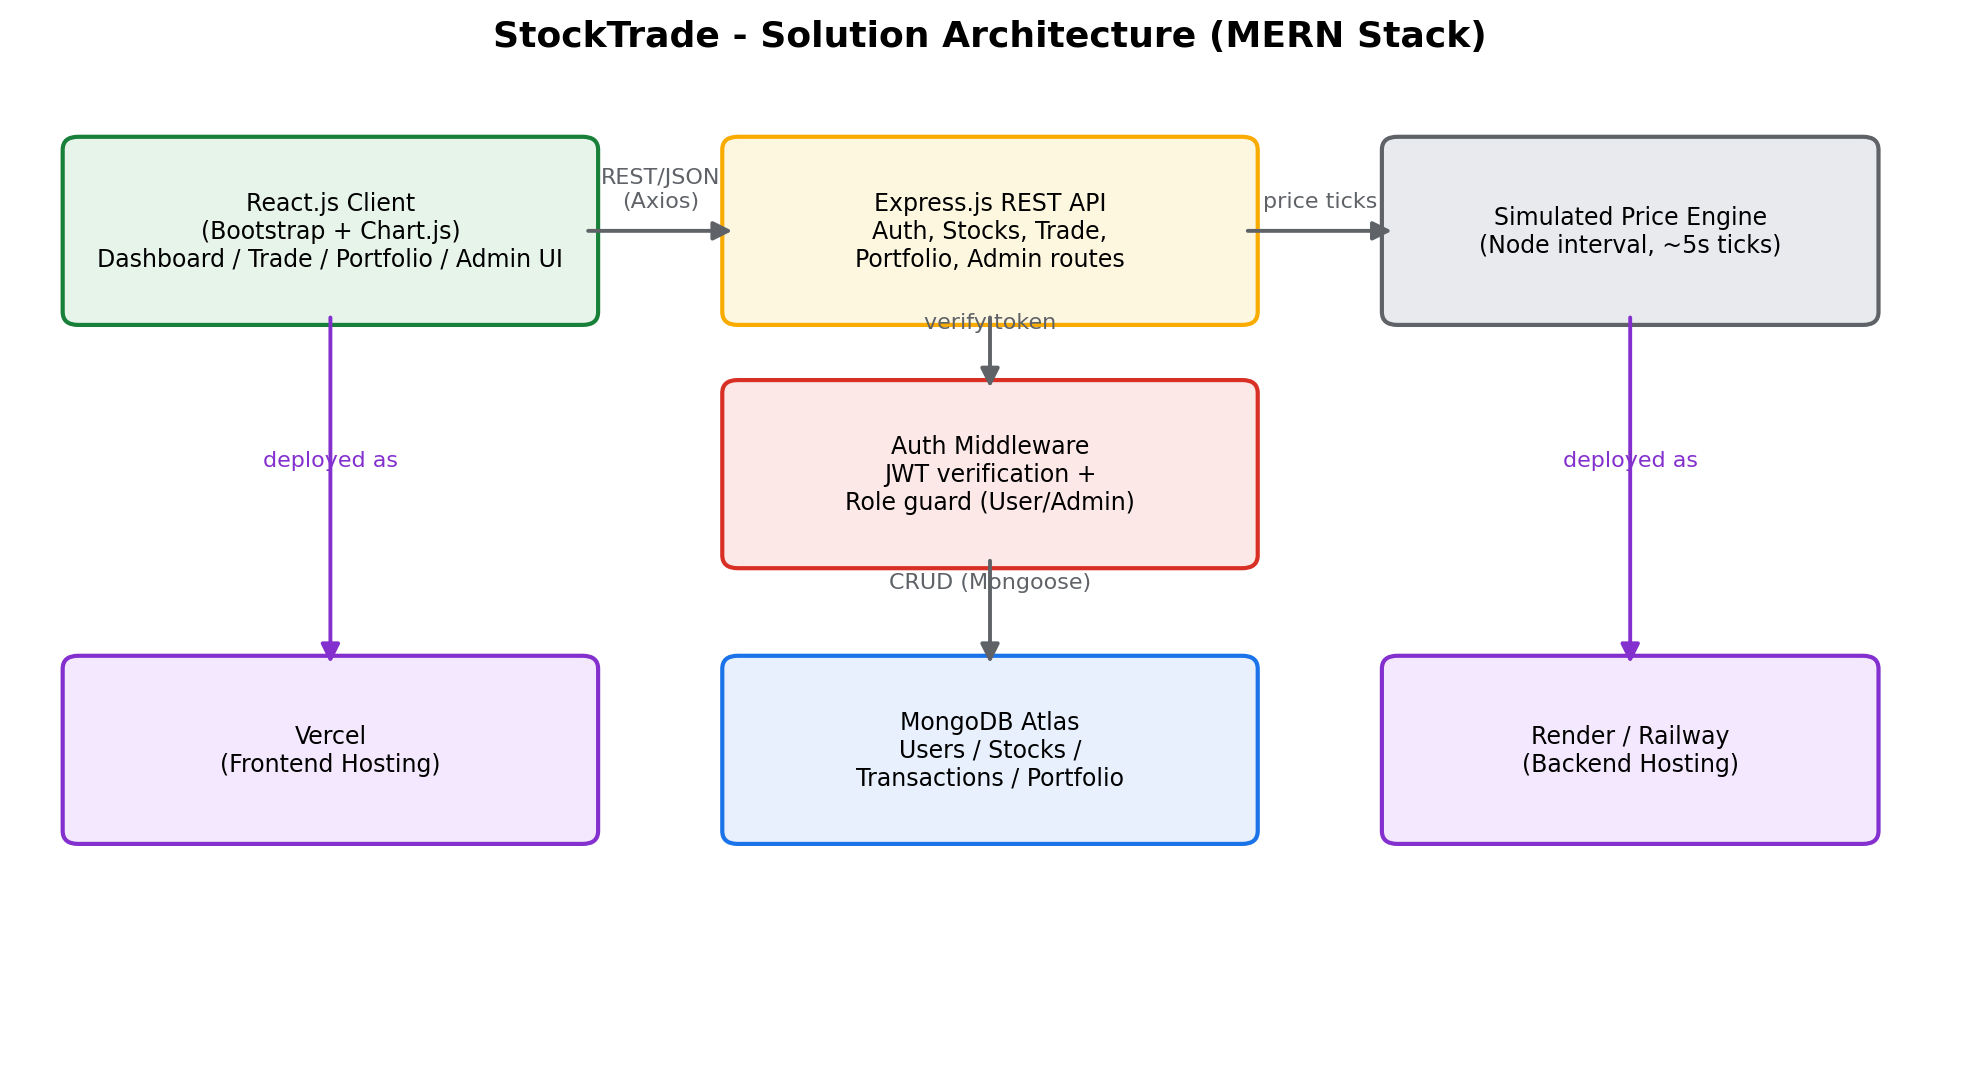 StockTrade - Solution Architecture (MERN Stack)
React.js Client
(Bootstrap + Chart.js)
Dashboard / Trade / Portfolio / Admin UI
REST/JSON
(Axios)
Express.js REST API
Auth, Stocks, Trade,
Portfolio, Admin routes
price ticks
Simulated Price Engine
(Node interval, ~5s ticks)
verify token
Auth Middleware
JWT verification +
Role guard (User/Admin)
deployed as
deployed as
CRUD (Mongoose)
Vercel
(Frontend Hosting)
MongoDB Atlas
Users / Stocks /
Transactions / Portfolio
Render / Railway
(Backend Hosting)